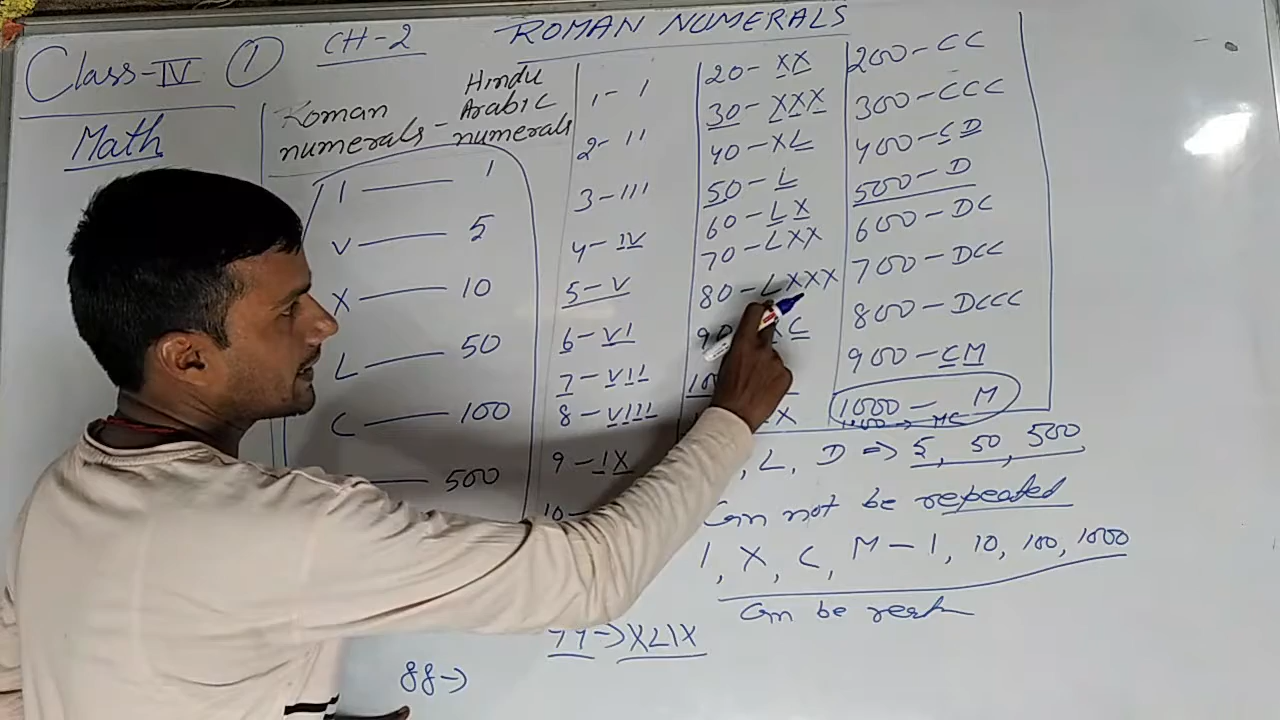 Class-IV ① CH-2 ROMAN NUMERALS
Math
Roman numerals - Hindu Arabic numerals
I — 1
V — 5
X — 10
L — 50
C — 100
— 500
1 - I
2 - II
3 - III
4 - IV
5 - V
6 - VI
7 - VII
8 - VIII
9 - IX
10 -
20 - XX
30 - XXX
40 - XL
50 - L
60 - LX
70 - LXX
80 - LXXX
90 C
10
X
200 - CC
300 - CCC
400 - CD
500 - D
600 - DC
700 - DCC
800 - DCCC
900 - CM
1000 - M
, L, D ⇒ 5, 50, 500,
Can not be repeated
I, X, C, M - 1, 10, 100, 1000
Can be
→ XLIX
88 →